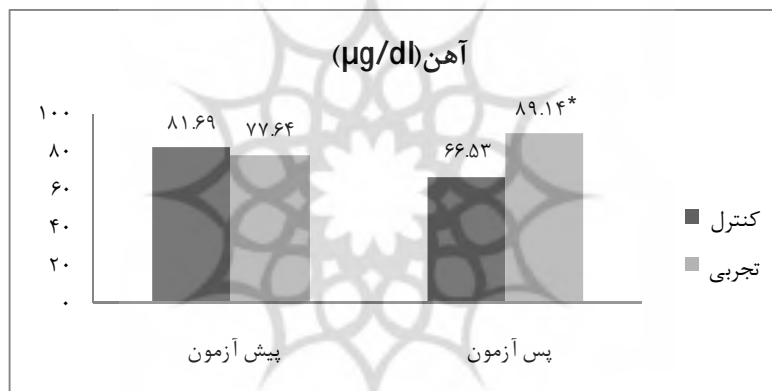 آهن(µg/dl)
۱۰۰
۸۰
۶۰
۴۰
۲۰
۰
۸۱.۶۹
۷۷.۶۴
۶۶.۵۳
۸۹.۱۴*
پیش آزمون
پس آزمون
کنترل
تجربی